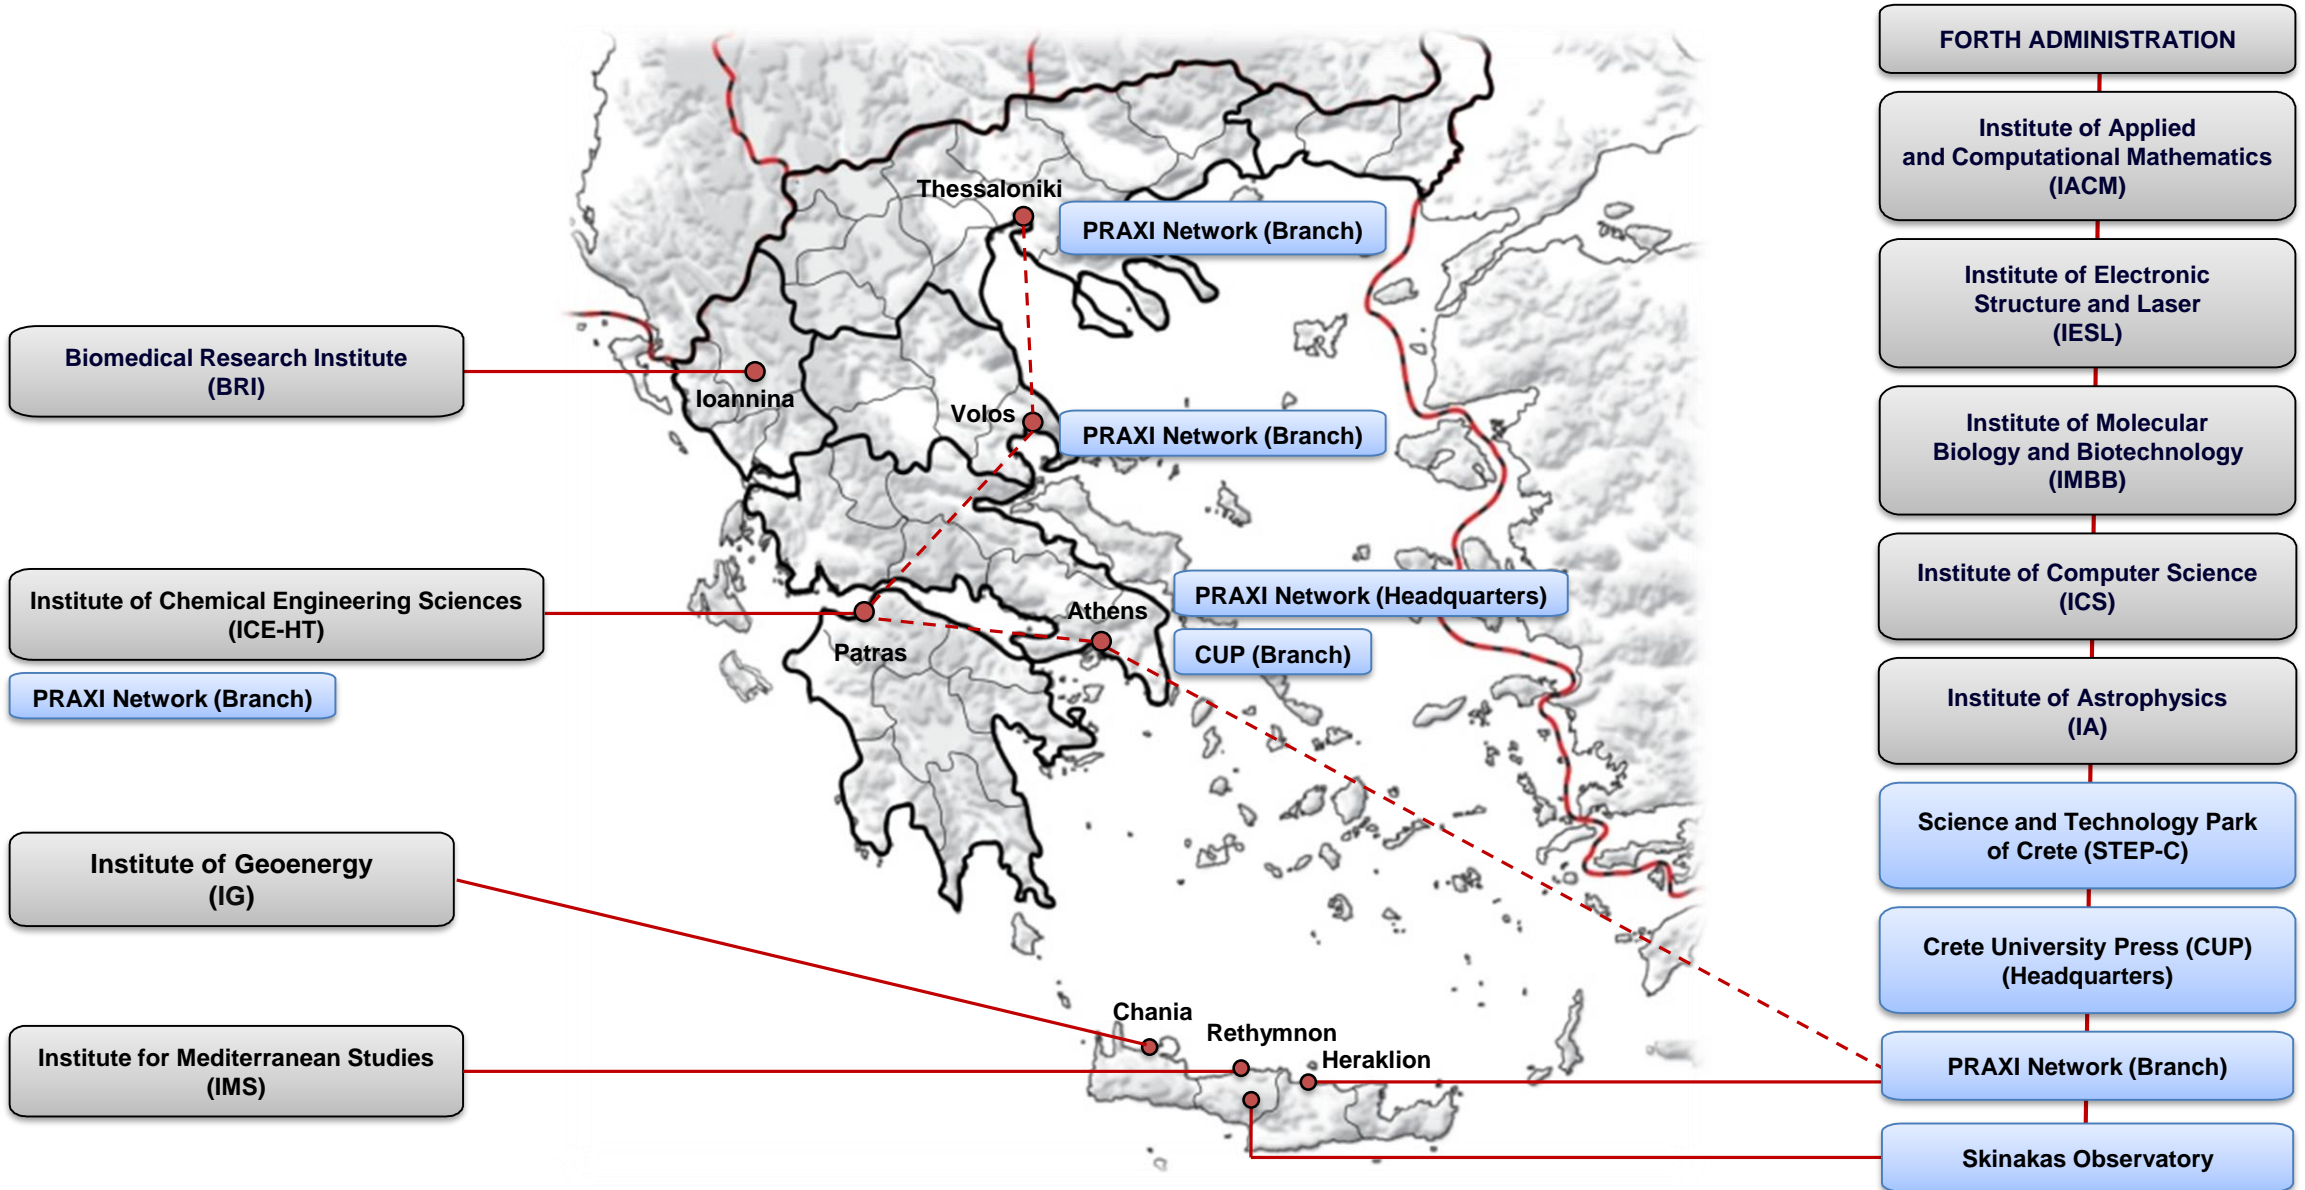 FORTH ADMINISTRATION
Institute of Applied
and Computational Mathematics
(IACM)
Institute of Electronic
Structure and Laser
(IESL)
Institute of Molecular
Biology and Biotechnology
(IMBB)
Institute of Computer Science
(ICS)
Institute of Astrophysics
(IA)
Science and Technology Park
of Crete (STEP-C)
Crete University Press (CUP)
(Headquarters)
PRAXI Network (Branch)
Skinakas Observatory
Thessaloniki
PRAXI Network (Branch)
Biomedical Research Institute
(BRI)
Ioannina
Volos
PRAXI Network (Branch)
Institute of Chemical Engineering Sciences
(ICE-HT)
PRAXI Network (Branch)
Patras
Athens
PRAXI Network (Headquarters)
CUP (Branch)
Institute of Geoenergy
(IG)
Chania
Institute for Mediterranean Studies
(IMS)
Rethymnon
Heraklion